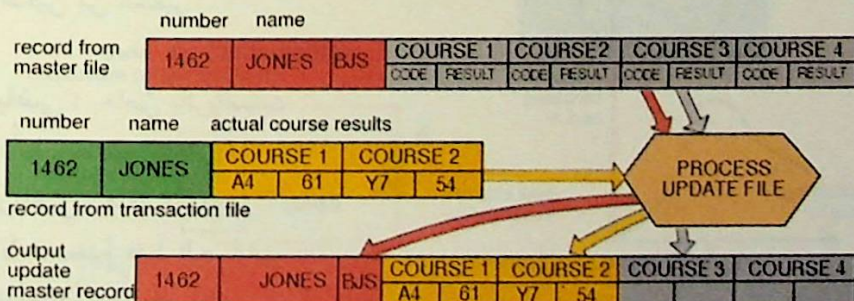 number name
record from
master file
1462 JONES BJS COURSE 1 COURSE2 COURSE 3 COURSE 4
CODE RESULT CODE RESULT CODE RESULT CODE RESULT
number name actual course results
1462 JONES COURSE 1 COURSE 2
A4 61 Y7 54
record from transaction file
PROCESS
UPDATE FILE
output
update
master record
1462 JONES BJS COURSE 1 COURSE 2 COURSE 3 COURSE 4
A4 61 Y7 54